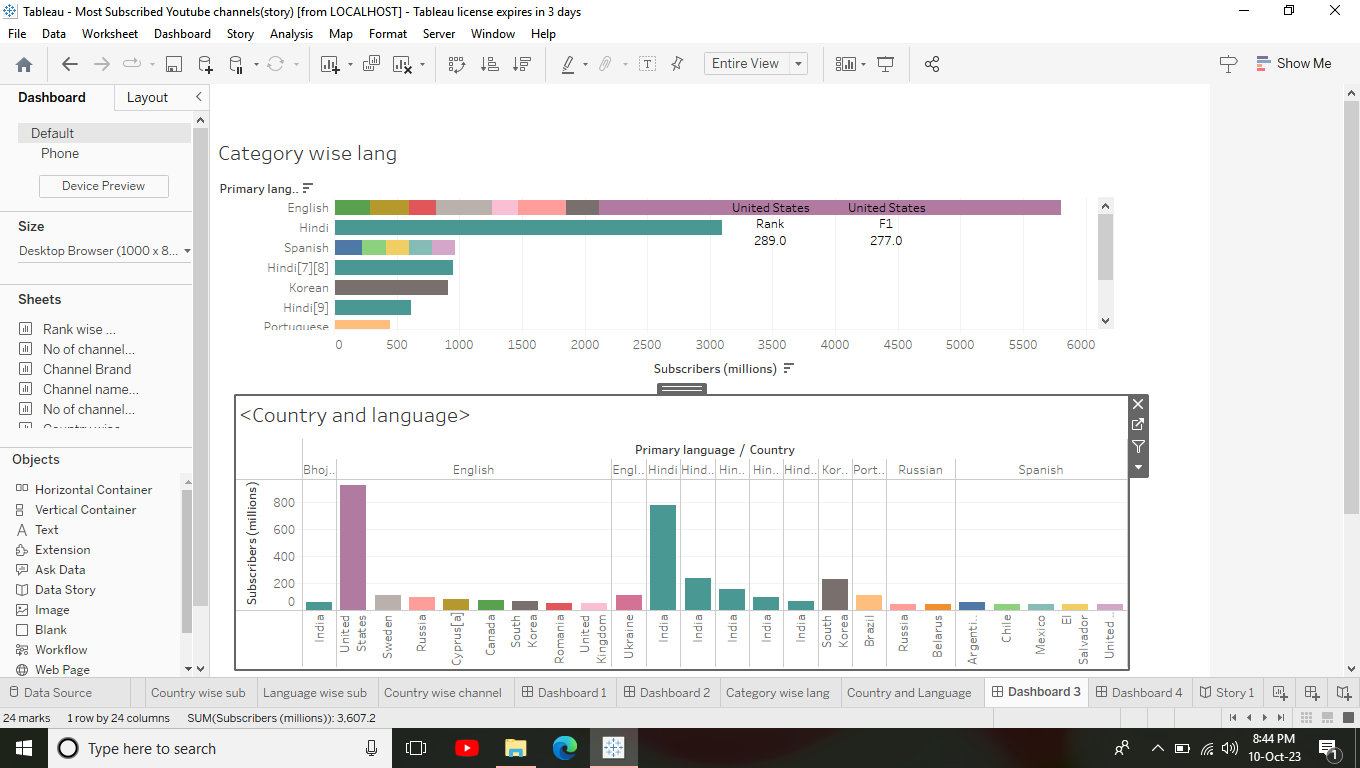 Tableau - Most Subscribed Youtube channels(story) [from LOCALHOST] - Tableau license expires in 3 days
File Data Worksheet Dashboard Story Analysis Map Format Server Window Help
Entire View
Show Me
Dashboard Layout
Default
Phone
Device Preview
Size
Desktop Browser (1000 x 8...
Sheets
Rank wise ...
No of channel...
Channel Brand
Channel name...
No of channel...
Objects
Horizontal Container
Vertical Container
Text
Extension
Ask Data
Data Story
Image
Blank
Workflow
Web Page
Category wise lang
Primary lang..
English
Hindi
Spanish
Hindi[7][8]
Korean
Hindi[9]
Portuguese
United States United States
Rank F1
289.0 277.0
0 500 1000 1500 2000 2500 3000 3500 4000 4500 5000 5500 6000
Subscribers (millions)
<Country and language>
Primary language / Country
Bhoj.. English Engl.. Hindi Hind.. Hin.. Hin.. Hind.. Kor.. Port.. Russian Spanish
Subscribers (millions)
800
600
400
200
0
India
United States
Sweden
Russia
Cyprus[a]
Canada
South Korea
Romania
United Kingdom
Ukraine
India
India
India
India
India
South Korea
Brazil
Russia
Belarus
Argenti..
Chile
Mexico
El Salvador
United..
Data Source Country wise sub Language wise sub Country wise channel Dashboard 1 Dashboard 2 Category wise lang Country and Language Dashboard 3 Dashboard 4 Story 1
24 marks 1 row by 24 columns SUM(Subscribers (millions)): 3,607.2
Type here to search
8:44 PM
10-Oct-23
1